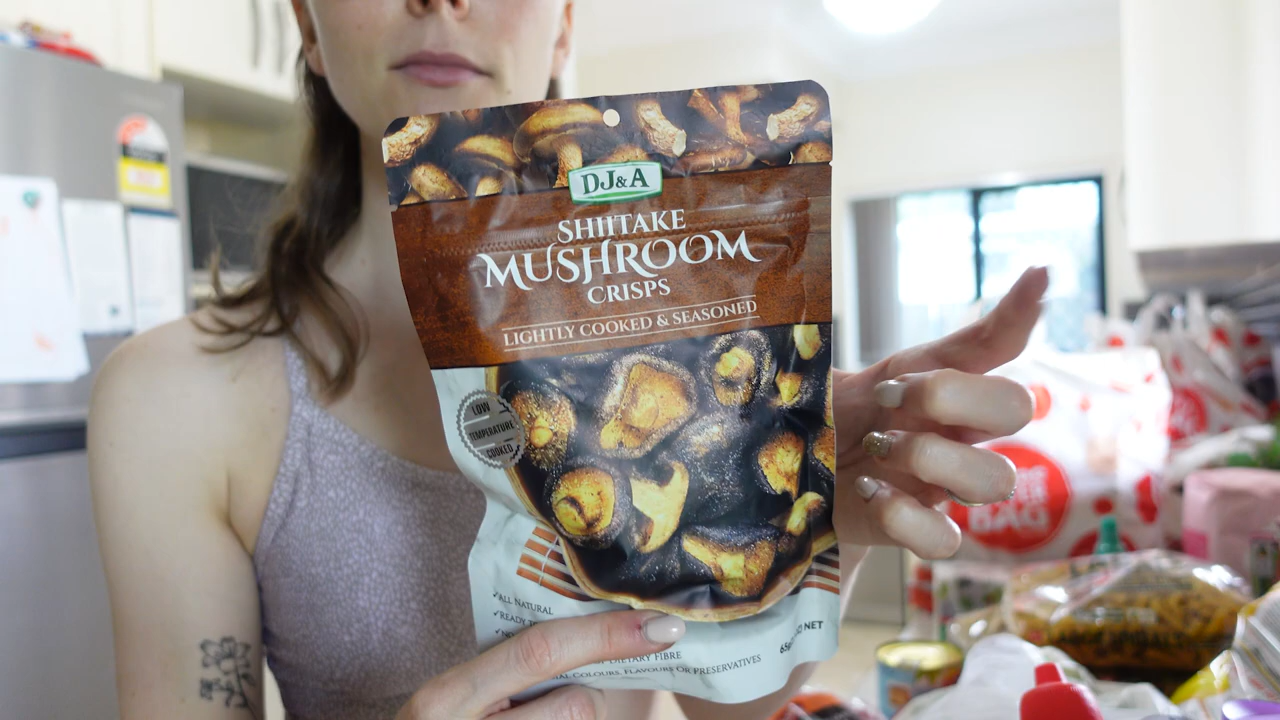 DJ&A
SHIITAKE
MUSHROOM
CRISPS
LIGHTLY COOKED & SEASONED
LOW
TEMPERATURE
COOKED
✓ALL NATURAL
✓READY
DIETARY FIBRE
COLOURS, FLAVOURS OR PRESERVATIVES
NET
BAG